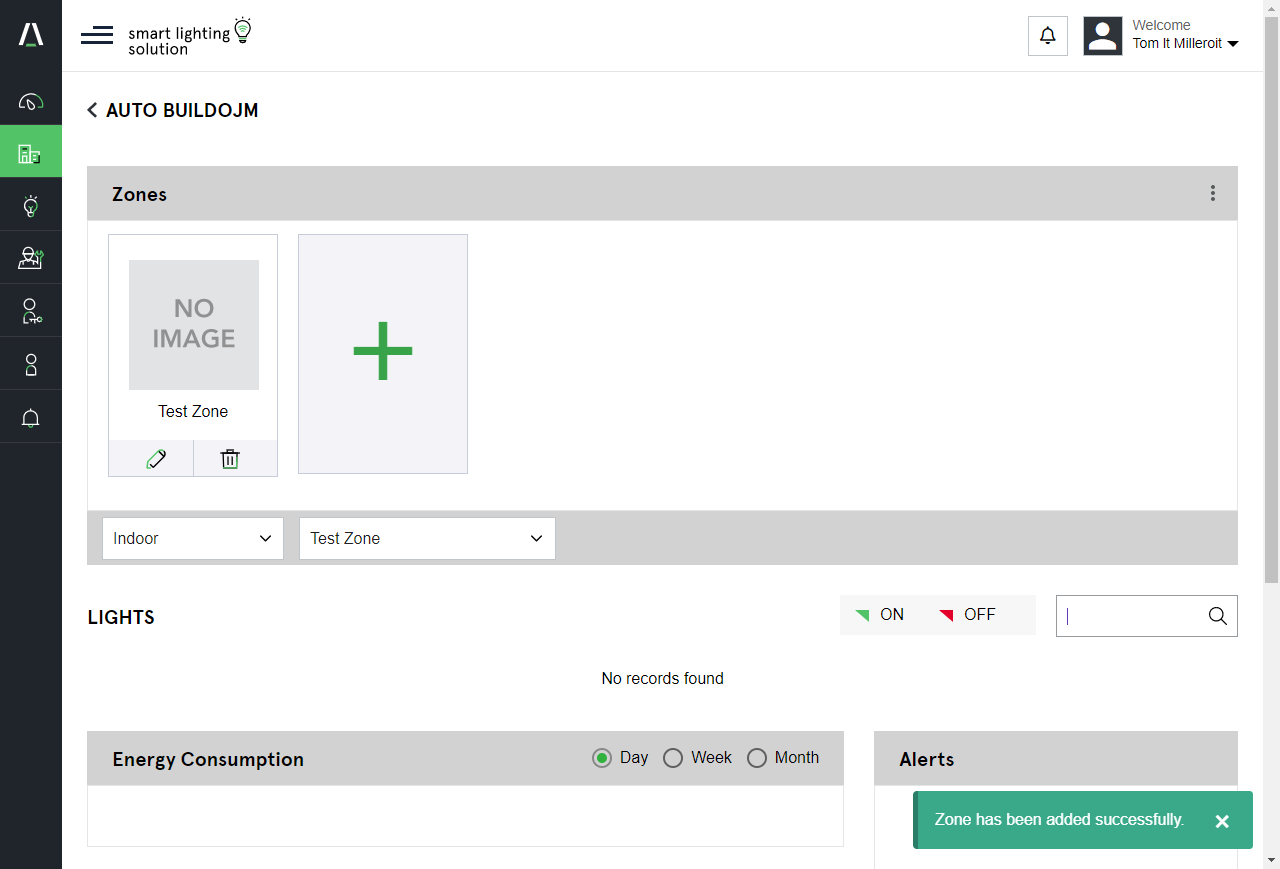 smart lighting
solution
Welcome
Tom It Milleroit
AUTO BUILDOJM
Zones
NO
IMAGE
Test Zone
Indoor
Test Zone
LIGHTS
ON
OFF
No records found
Energy Consumption
Day
Week
Month
Alerts
Zone has been added successfully.